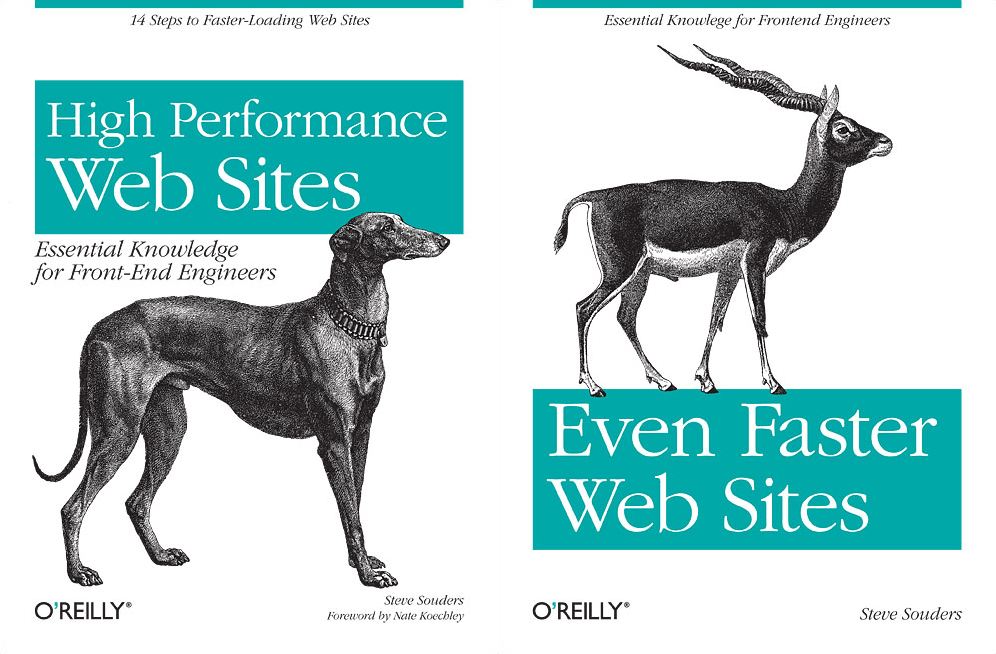 14 Steps to Faster-Loading Web Sites
High Performance
Web Sites
Essential Knowledge
for Front-End Engineers
O'REILLY®
Steve Souders
Foreword by Nate Koechley
Essential Knowlege for Frontend Engineers
Even Faster
Web Sites
O'REILLY®
Steve Souders